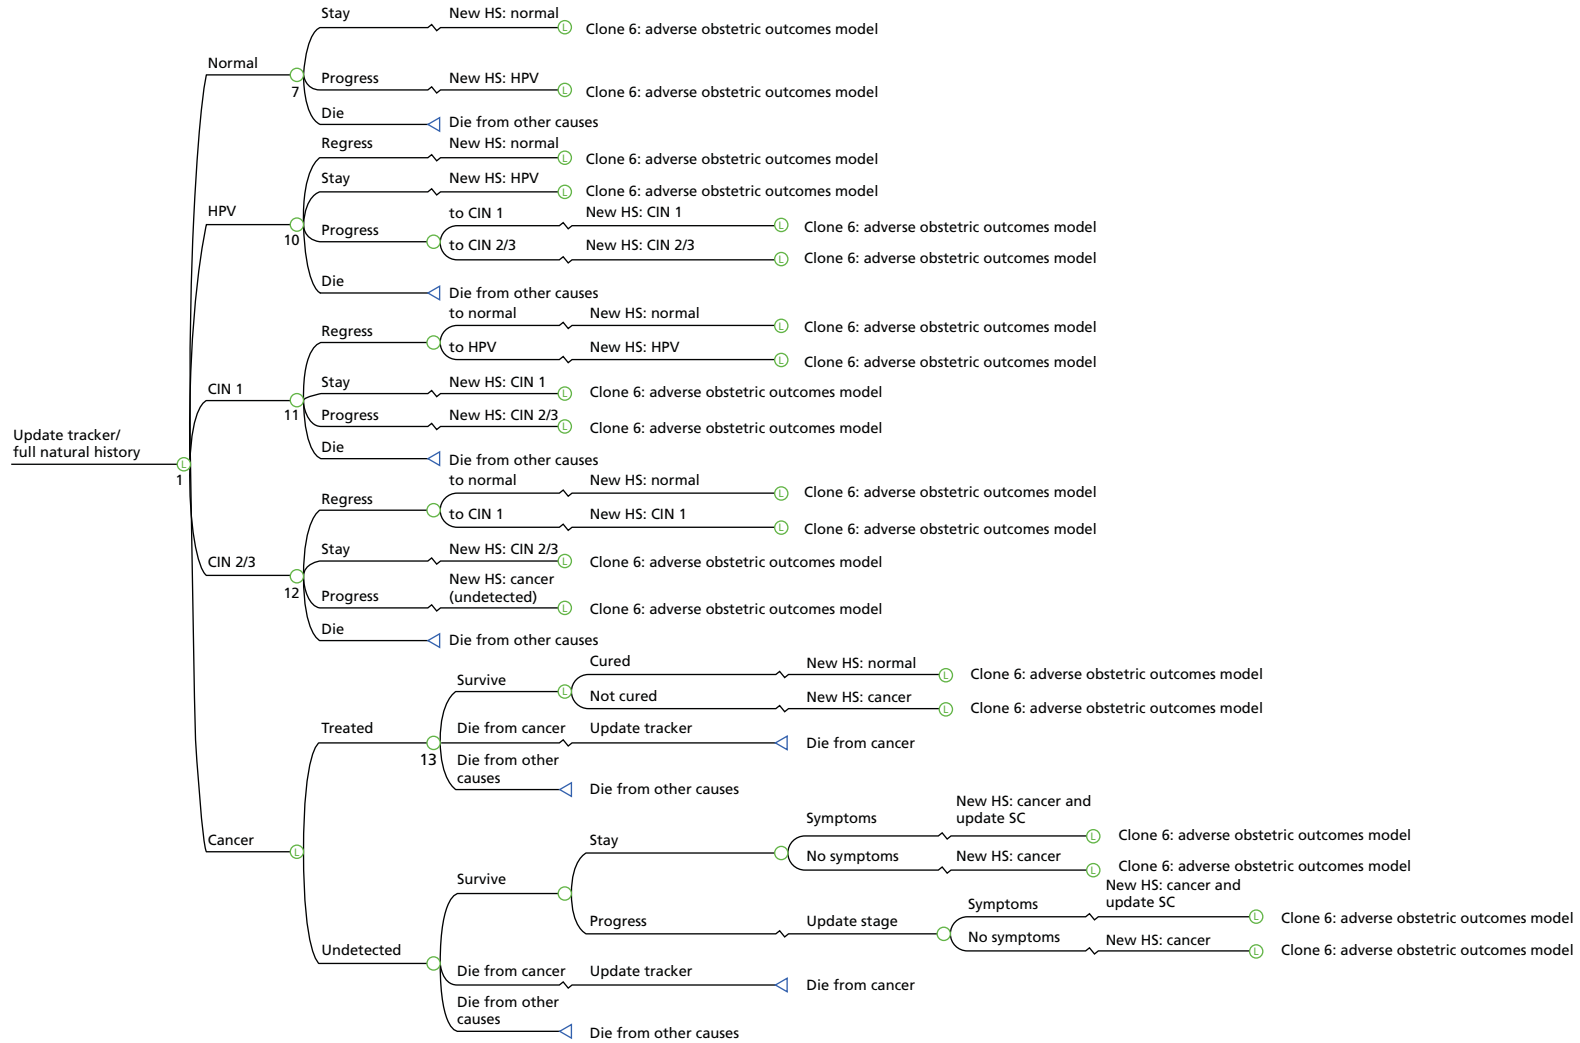 Stay
New HS: normal
Clone 6: adverse obstetric outcomes model
Normal
7
Progress
New HS: HPV
Clone 6: adverse obstetric outcomes model
Die
Die from other causes
Regress
New HS: normal
Clone 6: adverse obstetric outcomes model
Stay
New HS: HPV
Clone 6: adverse obstetric outcomes model
HPV
10
Progress
to CIN 1
New HS: CIN 1
Clone 6: adverse obstetric outcomes model
to CIN 2/3
New HS: CIN 2/3
Clone 6: adverse obstetric outcomes model
Die
Die from other causes
Regress
to normal
New HS: normal
Clone 6: adverse obstetric outcomes model
to HPV
New HS: HPV
Clone 6: adverse obstetric outcomes model
CIN 1
11
Stay
New HS: CIN 1
Clone 6: adverse obstetric outcomes model
Progress
New HS: CIN 2/3
Clone 6: adverse obstetric outcomes model
Die
Die from other causes
Update tracker/
full natural history
L
1
Regress
to normal
New HS: normal
Clone 6: adverse obstetric outcomes model
to CIN 1
New HS: CIN 1
Clone 6: adverse obstetric outcomes model
CIN 2/3
12
Stay
New HS: CIN 2/3
Clone 6: adverse obstetric outcomes model
Progress
New HS: cancer
(undetected)
Clone 6: adverse obstetric outcomes model
Die
Die from other causes
Cancer
L
Treated
13
Survive
L
Cured
New HS: normal
Clone 6: adverse obstetric outcomes model
Not cured
New HS: cancer
Clone 6: adverse obstetric outcomes model
Die from cancer
Update tracker
Die from cancer
Die from other
causes
Die from other causes
Undetected
Survive
Stay
Symptoms
New HS: cancer and
update SC
Clone 6: adverse obstetric outcomes model
No symptoms
New HS: cancer
Clone 6: adverse obstetric outcomes model
Progress
Update stage
Symptoms
New HS: cancer and
update SC
Clone 6: adverse obstetric outcomes model
No symptoms
New HS: cancer
Clone 6: adverse obstetric outcomes model
Die from cancer
Update tracker
Die from cancer
Die from other
causes
Die from other causes